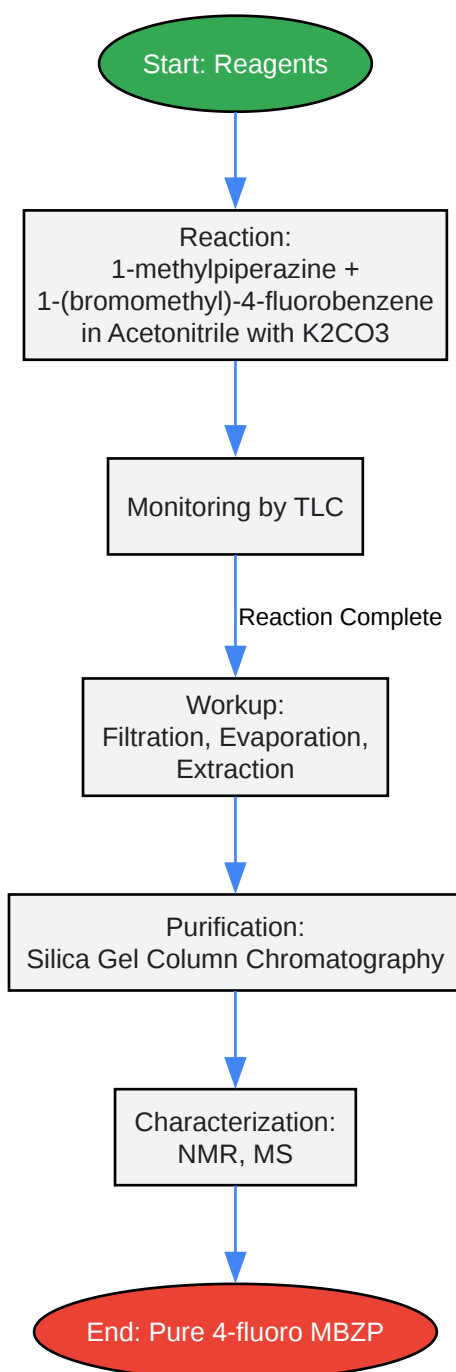 Start: Reagents
Reaction:
1-methylpiperazine +
1-(bromomethyl)-4-fluorobenzene
in Acetonitrile with K2CO3
Monitoring by TLC
Reaction Complete
Workup:
Filtration, Evaporation,
Extraction
Purification:
Silica Gel Column Chromatography
Characterization:
NMR, MS
End: Pure 4-fluoro MBZP